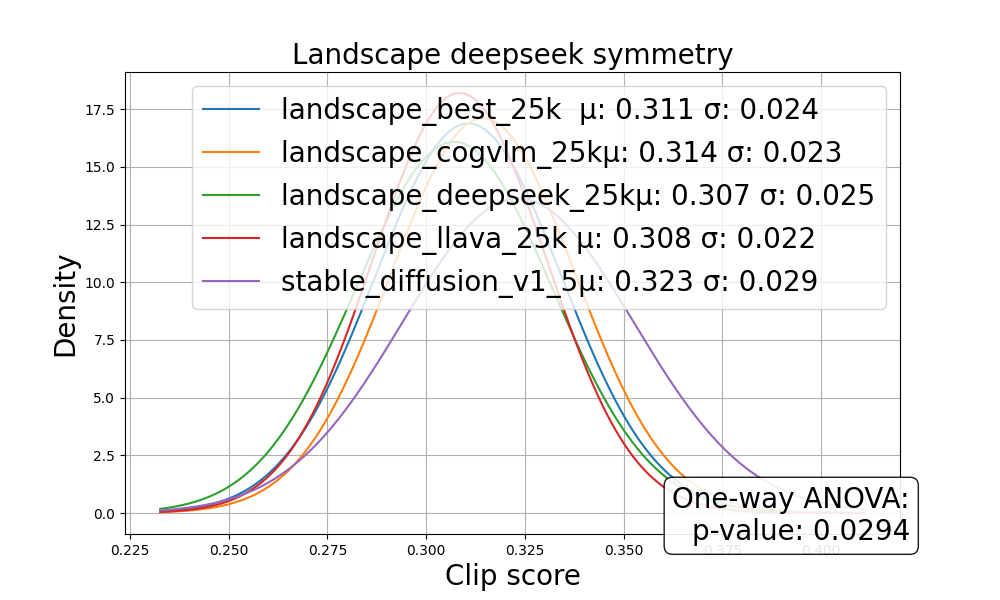 Landscape deepseek symmetry
landscape_best_25k  μ: 0.311 σ: 0.024
landscape_cogvlm_25kμ: 0.314 σ: 0.023
landscape_deepseek_25kμ: 0.307 σ: 0.025
landscape_llava_25k μ: 0.308 σ: 0.022
stable_diffusion_v1_5μ: 0.323 σ: 0.029
17.5
15.0
12.5
10.0
7.5
5.0
2.5
0.0
Density
One-way ANOVA:
p-value: 0.0294
0.225 0.250 0.275 0.300 0.325 0.350 0.375 0.400
Clip score